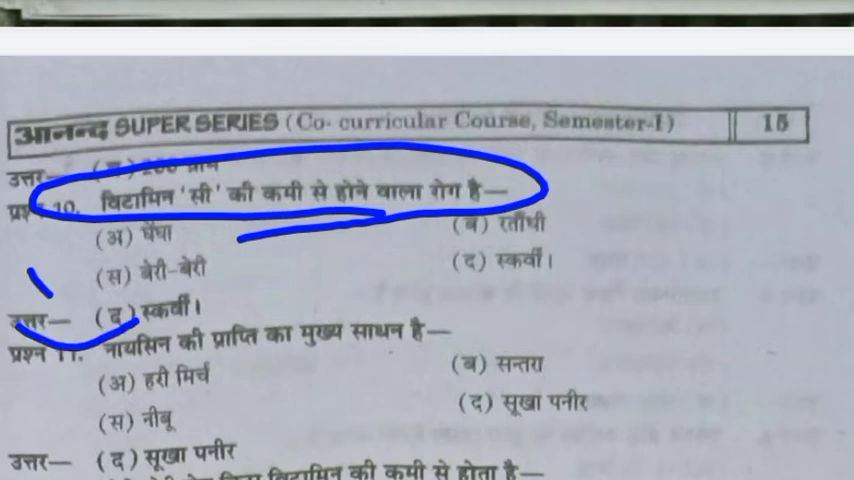 आनन्द SUPER SERIES (Co- curricular Course, Semester-I) 15
उत्तर— 200 ग्राम
प्रश्न 10. विटामिन 'सी' की कमी से होने वाला रोग है—
(अ) घेंघा (ब) रतौंधी
(स) बेरी-बेरी (द) स्कर्वी।
उत्तर— (द) स्कर्वी।
प्रश्न 11. नायसिन की प्राप्ति का मुख्य साधन है—
(अ) हरी मिर्च (ब) सन्तरा
(स) नीबू (द) सूखा पनीर
उत्तर— (द) सूखा पनीर
विटामिन की कमी से होता है—